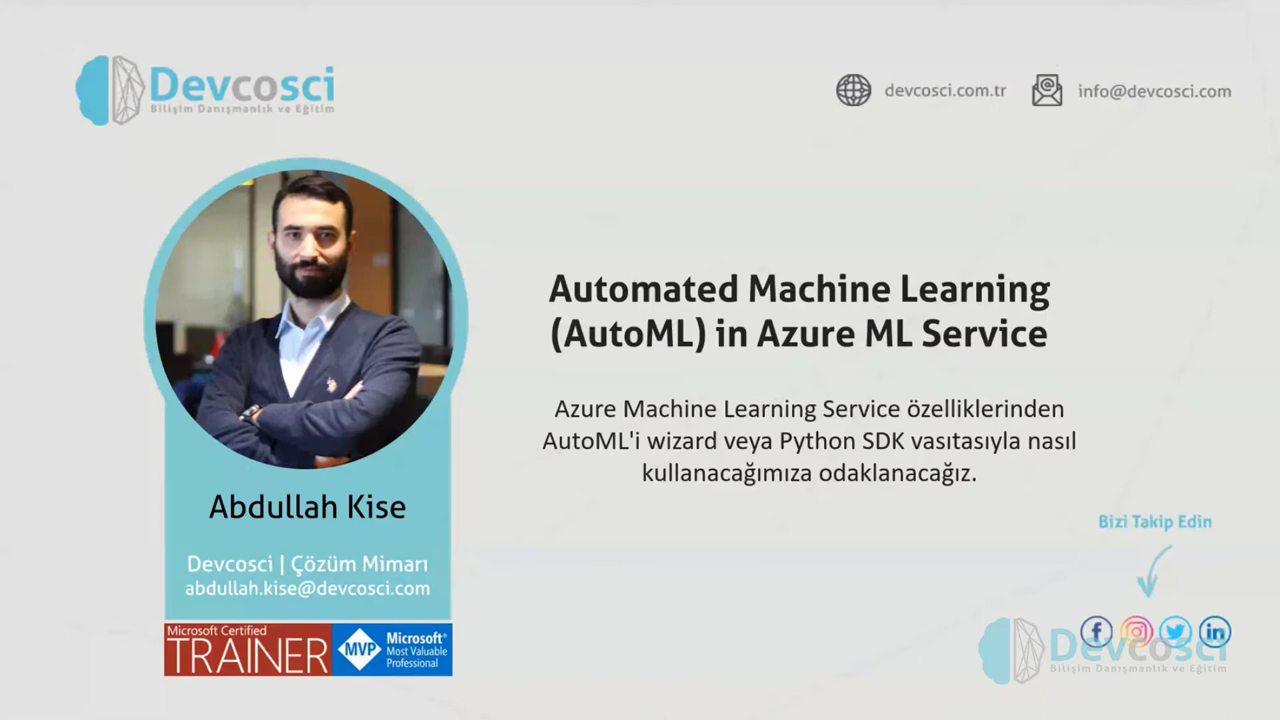 Devcosci
Bilişim Danışmanlık ve Eğitim
devcosci.com.tr
info@devcosci.com
Automated Machine Learning
(AutoML) in Azure ML Service
Azure Machine Learning Service özelliklerinden
AutoML'i wizard veya Python SDK vasıtasıyla nasıl
kullanacağımıza odaklanacağız.
Abdullah Kise
Devcosci | Çözüm Mimarı
abdullah.kise@devcosci.com
Microsoft Certified
TRAINER
MVP
Microsoft®
Most Valuable
Professional
Bizi Takip Edin
Devcosci
Bilişim Danışmanlık ve Eğitim